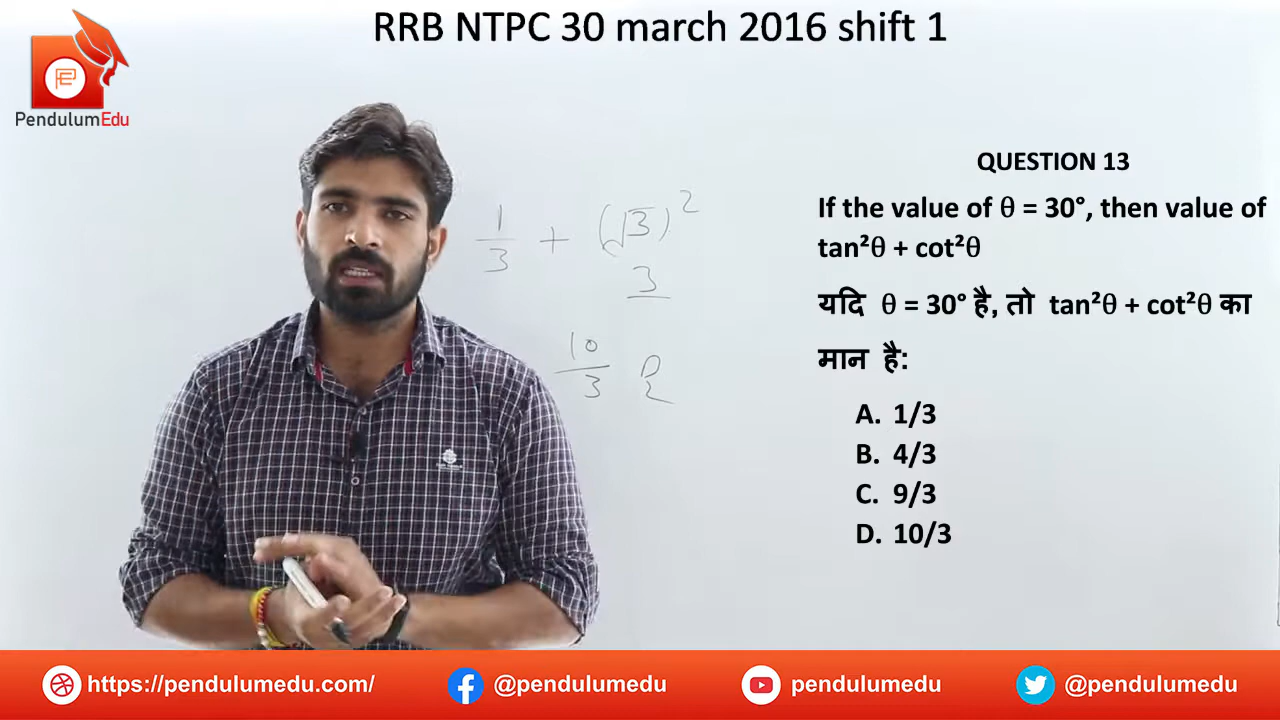 RRB NTPC 30 march 2016 shift 1
PendulumEdu
1/3 + (√3)²
3
10/3
QUESTION 13
If the value of θ = 30°, then value of
tan²θ + cot²θ
यदि θ = 30° है, तो tan²θ + cot²θ का
मान है:
A. 1/3
B. 4/3
C. 9/3
D. 10/3
https://pendulumedu.com/ @pendulumedu pendulumedu @pendulumedu